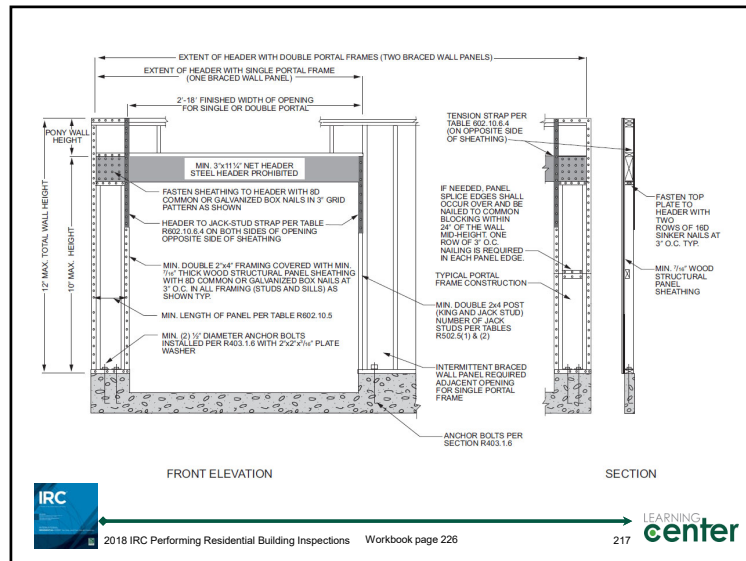 EXTENT OF HEADER WITH DOUBLE PORTAL FRAMES (TWO BRACED WALL PANELS)
EXTENT OF HEADER WITH SINGLE PORTAL FRAME
(ONE BRACED WALL PANEL)
2'-18' FINISHED WIDTH OF OPENING
FOR SINGLE OR DOUBLE PORTAL
TENSION STRAP PER
TABLE 602.10.6.4
(ON OPPOSITE SIDE
OF SHEATHING)
PONY WALL
HEIGHT
12' MAX. TOTAL WALL HEIGHT
10' MAX. HEIGHT
MIN. 3"x11¼" NET HEADER
STEEL HEADER PROHIBITED
FASTEN SHEATHING TO HEADER WITH 8D
COMMON OR GALVANIZED BOX NAILS IN 3" GRID
PATTERN AS SHOWN
HEADER TO JACK-STUD STRAP PER TABLE
R602.10.6.4 ON BOTH SIDES OF OPENING
OPPOSITE SIDE OF SHEATHING
MIN. DOUBLE 2"x4" FRAMING COVERED WITH MIN.
7/16" THICK WOOD STRUCTURAL PANEL SHEATHING
WITH 8D COMMON OR GALVANIZED BOX NAILS AT
3" O.C. IN ALL FRAMING (STUDS AND SILLS) AS
SHOWN TYP.
MIN. LENGTH OF PANEL PER TABLE R602.10.5
MIN. (2) ½" DIAMETER ANCHOR BOLTS
INSTALLED PER R403.1.6 WITH 2"x2"x3/16" PLATE
WASHER
IF NEEDED, PANEL
SPLICE EDGES SHALL
OCCUR OVER AND BE
NAILED TO COMMON
BLOCKING WITHIN
24" OF THE WALL
MID-HEIGHT. ONE
ROW OF 3" O.C.
NAILING IS REQUIRED
IN EACH PANEL EDGE.
TYPICAL PORTAL
FRAME CONSTRUCTION
MIN. DOUBLE 2x4 POST
(KING AND JACK STUD)
NUMBER OF JACK
STUDS PER TABLES
R502.5(1) & (2)
INTERMITTENT BRACED
WALL PANEL REQUIRED
ADJACENT OPENING
FOR SINGLE PORTAL
FRAME
ANCHOR BOLTS PER
SECTION R403.1.6
FASTEN TOP
PLATE TO
HEADER WITH
TWO
ROWS OF 16D
SINKER NAILS AT
3" O.C. TYP.
MIN. 7/16" WOOD
STRUCTURAL
PANEL
SHEATHING
FRONT ELEVATION
SECTION
IRC
2018 IRC Performing Residential Building Inspections Workbook page 226
217
LEARNING
center